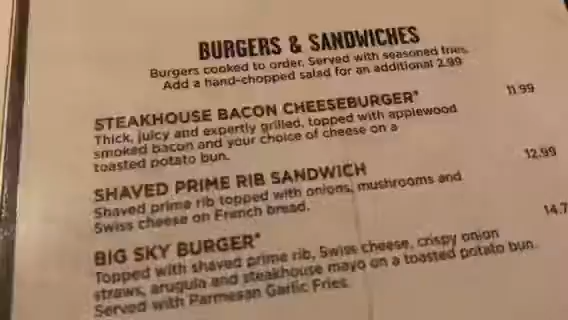 BURGERS & SANDWICHES
Burgers cooked to order. Served with seasoned fries.
Add a hand-chopped salad for an additional 2.99
STEAKHOUSE BACON CHEESEBURGER* 11.99
Thick, juicy and expertly grilled, topped with applewood
smoked bacon and your choice of cheese on a
toasted potato bun.
SHAVED PRIME RIB SANDWICH 12.99
Shaved prime rib topped with onions, mushrooms and
Swiss cheese on French bread.
BIG SKY BURGER* 14.7
Topped with shaved prime rib, Swiss cheese, crispy onion
straws, arugula and steakhouse mayo on a toasted potato bun.
Served with Parmesan Garlic Fries.